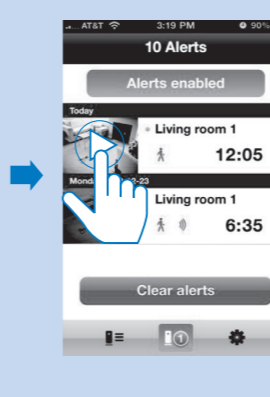 AT&T 3:19 PM 90%
10 Alerts
Alerts enabled
Today
Living room 1
12:05
Living room 1
6:35
Clear alerts
1